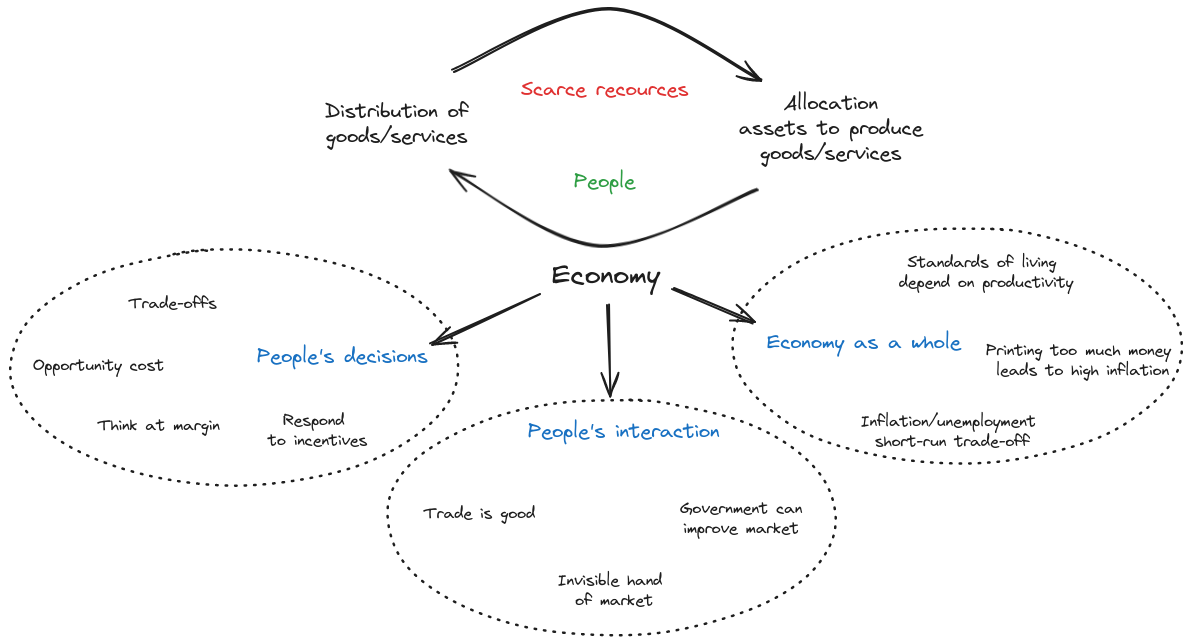 Scarce recources
Distribution of
goods/services
Allocation
assets to produce
goods/services
People
Economy
Trade-offs
Opportunity cost
People's decisions
Think at margin
Respond
to incentives
People's interaction
Trade is good
Government can
improve market
Invisible hand
of market
Standards of living
depend on productivity
Economy as a whole
Printing too much money
leads to high inflation
Inflation/unemployment
short-run trade-off